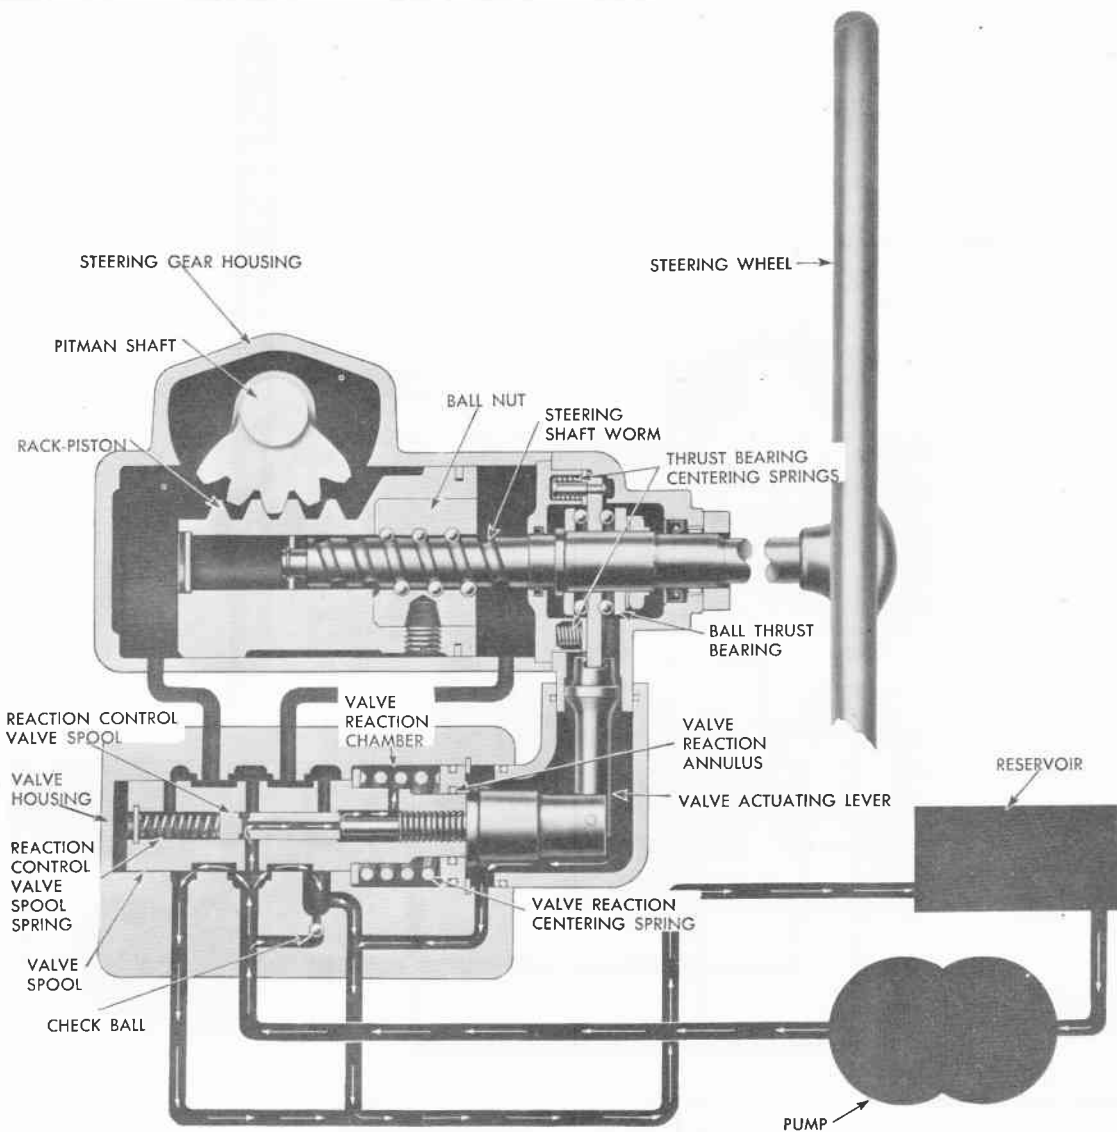 STEERING GEAR HOUSING
STEERING WHEEL
PITMAN SHAFT
BALL NUT
STEERING
SHAFT WORM
RACK-PISTON
THRUST BEARING
CENTERING SPRINGS
BALL THRUST
BEARING
REACTION CONTROL
VALVE SPOOL
VALVE
REACTION
CHAMBER
VALVE
REACTION
ANNULUS
VALVE
HOUSING
VALVE ACTUATING LEVER
RESERVOIR
REACTION
CONTROL
VALVE
SPOOL
SPRING
VALVE REACTION
CENTERING SPRING
VALVE
SPOOL
CHECK BALL
PUMP